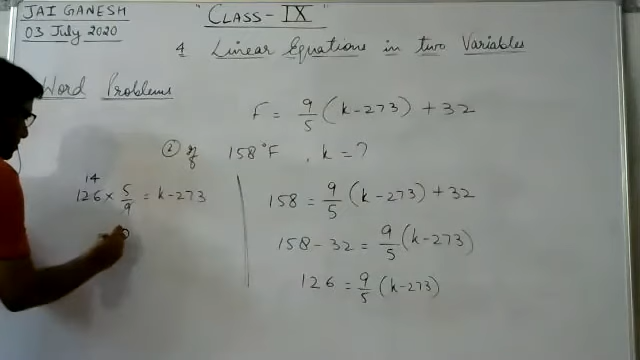 JAI GANESH
03 July 2020
"CLASS-IX"
4 Linear Equations in two Variables
Word Problems
F = 9/5 (k-273) + 32
② If 158°F, k = ?
14
126 × 5/9 = k-273
158 = 9/5 (k-273) + 32
158 - 32 = 9/5 (k-273)
126 = 9/5 (k-273)